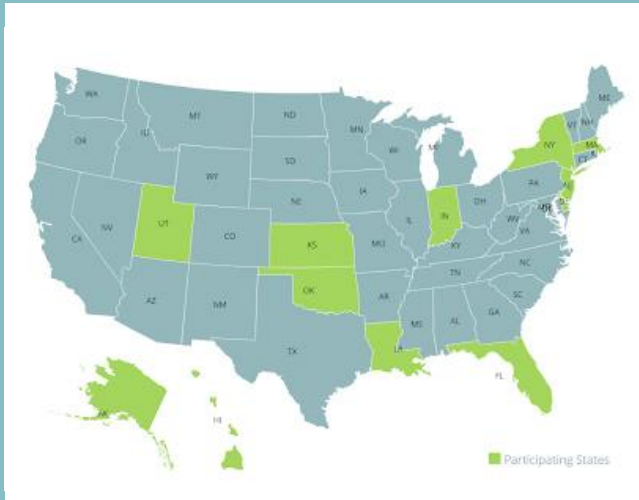 WA
ME
MT
ND
MN
VT
NH
OR
ID
WI
MI
NY
MA
SD
CT
WY
IA
PA
NJ
NE
OH
IL
IN
NV
UT
CO
KS
MO
WV
VA
KY
CA
NC
TN
OK
AZ
NM
AR
SC
MS
AL
GA
TX
LA
FL
AK
HI
Participating States